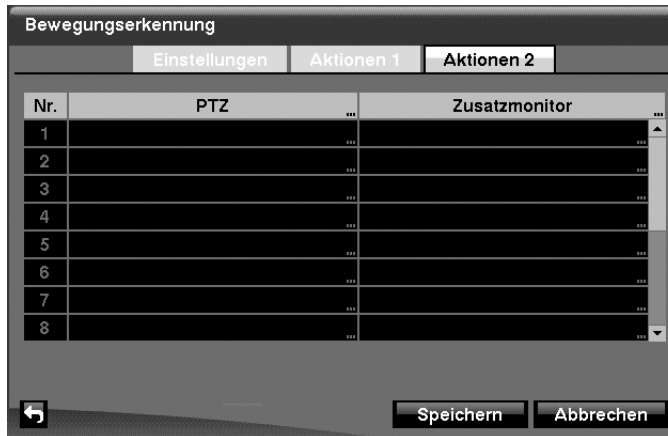 Bewegungserkennung
Einstellungen Aktionen 1 Aktionen 2
Nr. PTZ ... Zusatzmonitor ...
1 ... ...
2 ... ...
3 ... ...
4 ... ...
5 ... ...
6 ... ...
7 ... ...
8 ... ...
Speichern Abbrechen